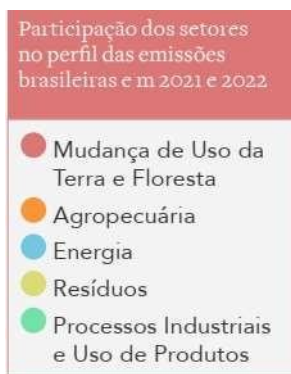 Participação dos setores
no perfil das emissões
brasileiras e m 2021 e 2022
Mudança de Uso da
Terra e Floresta
Agropecuária
Energia
Resíduos
Processos Industriais
e Uso de Produtos